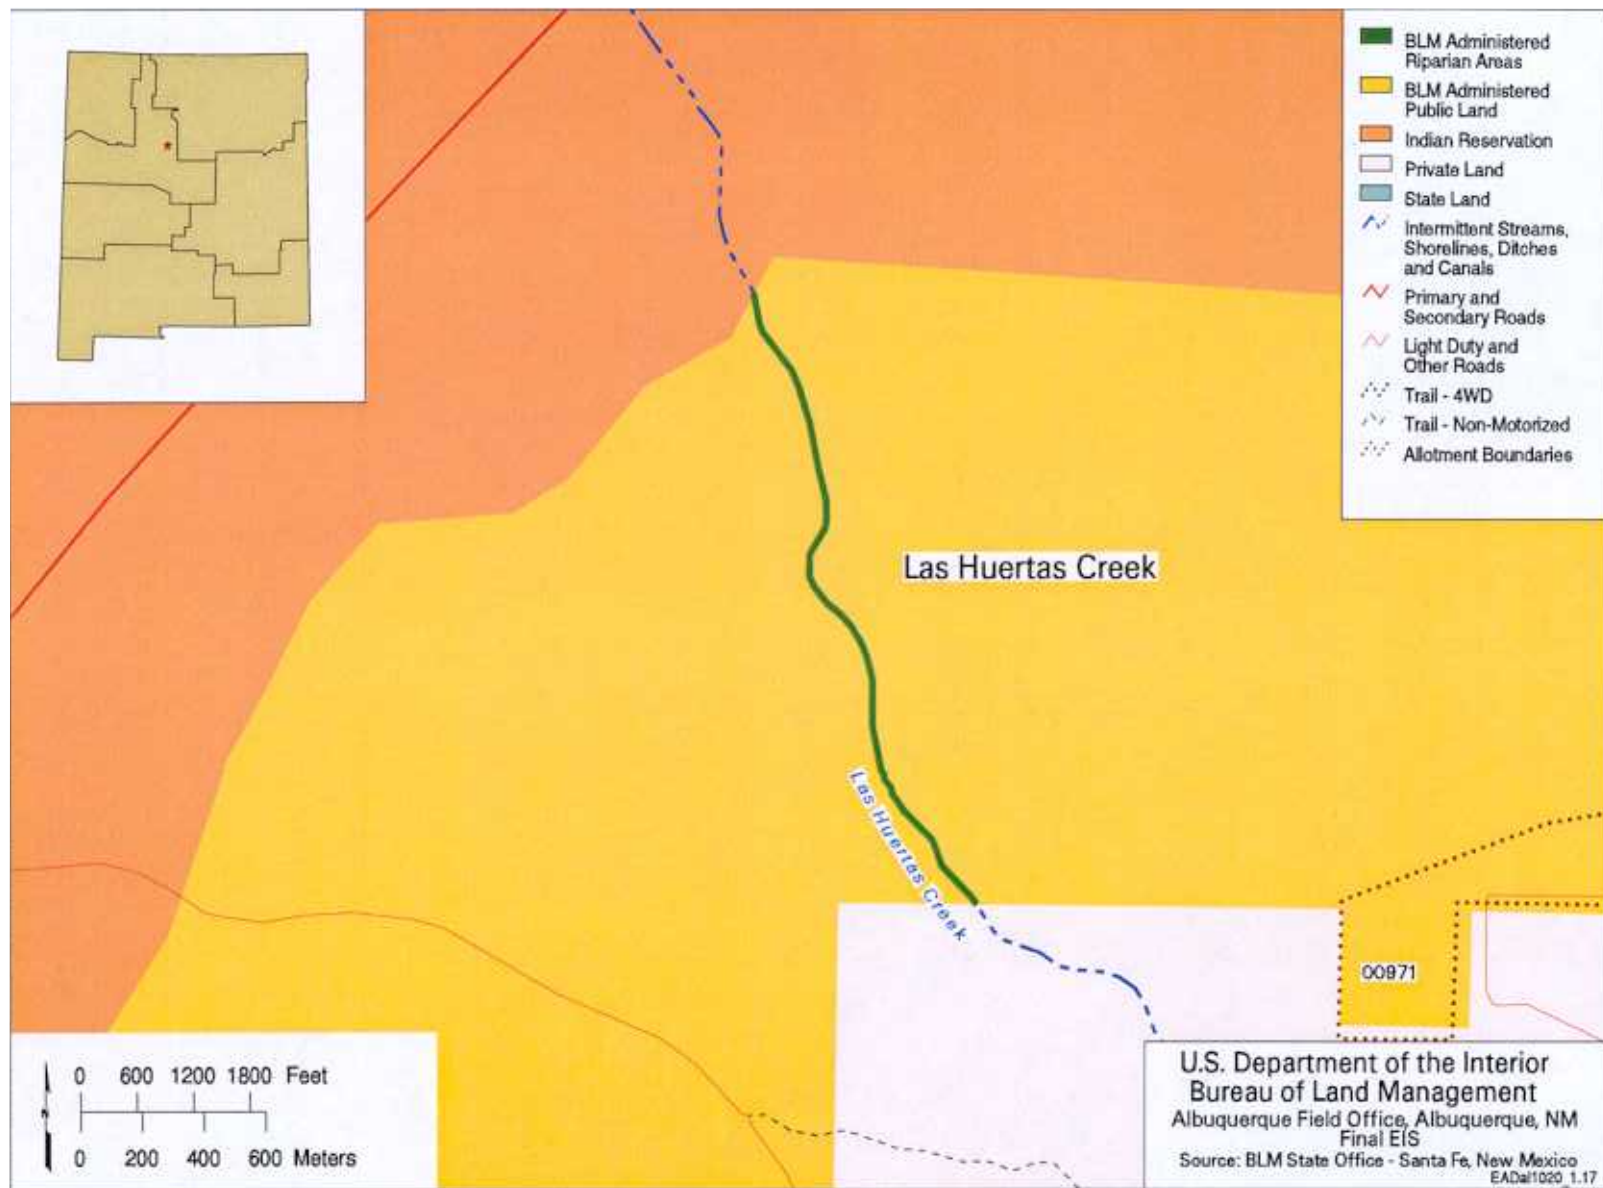 BLM Administered
Riparian Areas
BLM Administered
Public Land
Indian Reservation
Private Land
State Land
Intermittent Streams,
Shorelines, Ditches
and Canals
Primary and
Secondary Roads
Light Duty and
Other Roads
Trail - 4WD
Trail - Non-Motorized
Allotment Boundaries
Las Huertas Creek
Las Huertas Creek
00971
0 600 1200 1800 Feet
N
0 200 400 600 Meters
U.S. Department of the Interior
Bureau of Land Management
Albuquerque Field Office, Albuquerque, NM
Final EIS
Source: BLM State Office - Santa Fe, New Mexico
EADal1020_1.17